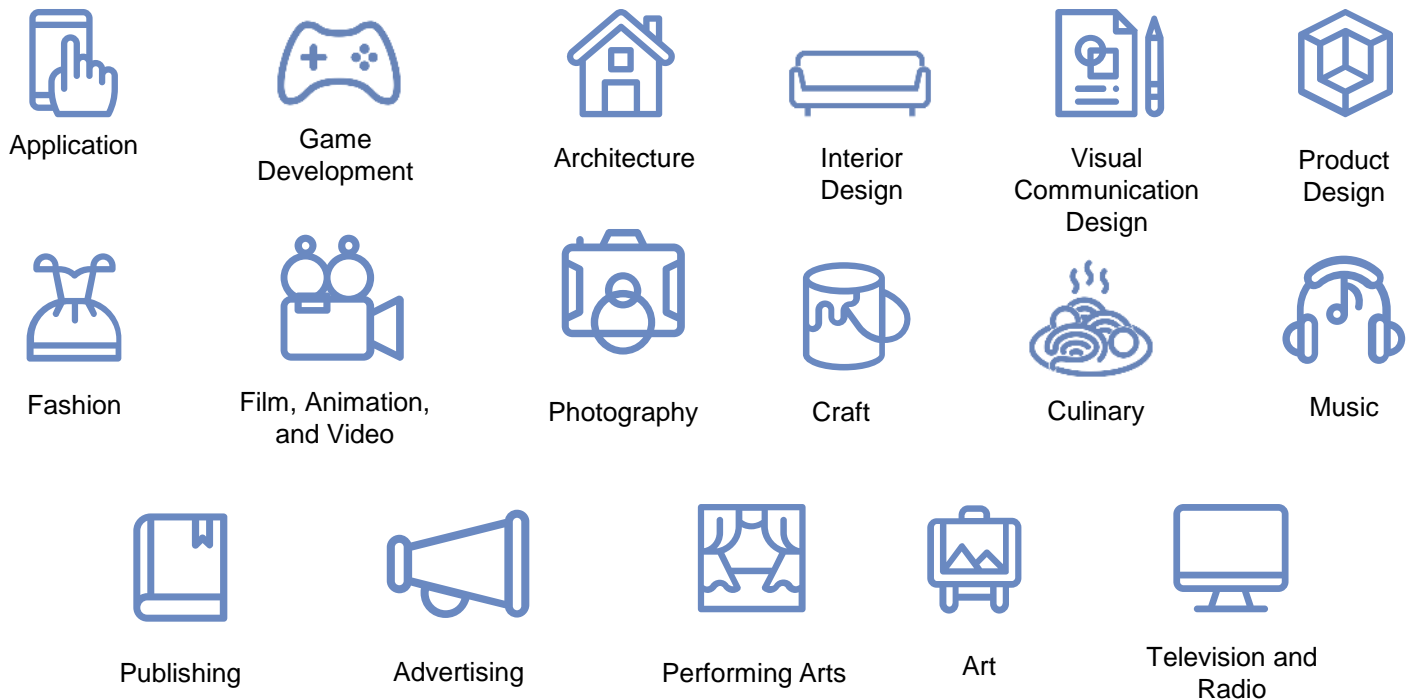 Application
Game
Development
Architecture
Interior
Design
Visual
Communication
Design
Product
Design
Fashion
Film, Animation,
and Video
Photography
Craft
Culinary
Music
Publishing
Advertising
Performing Arts
Art
Television and
Radio